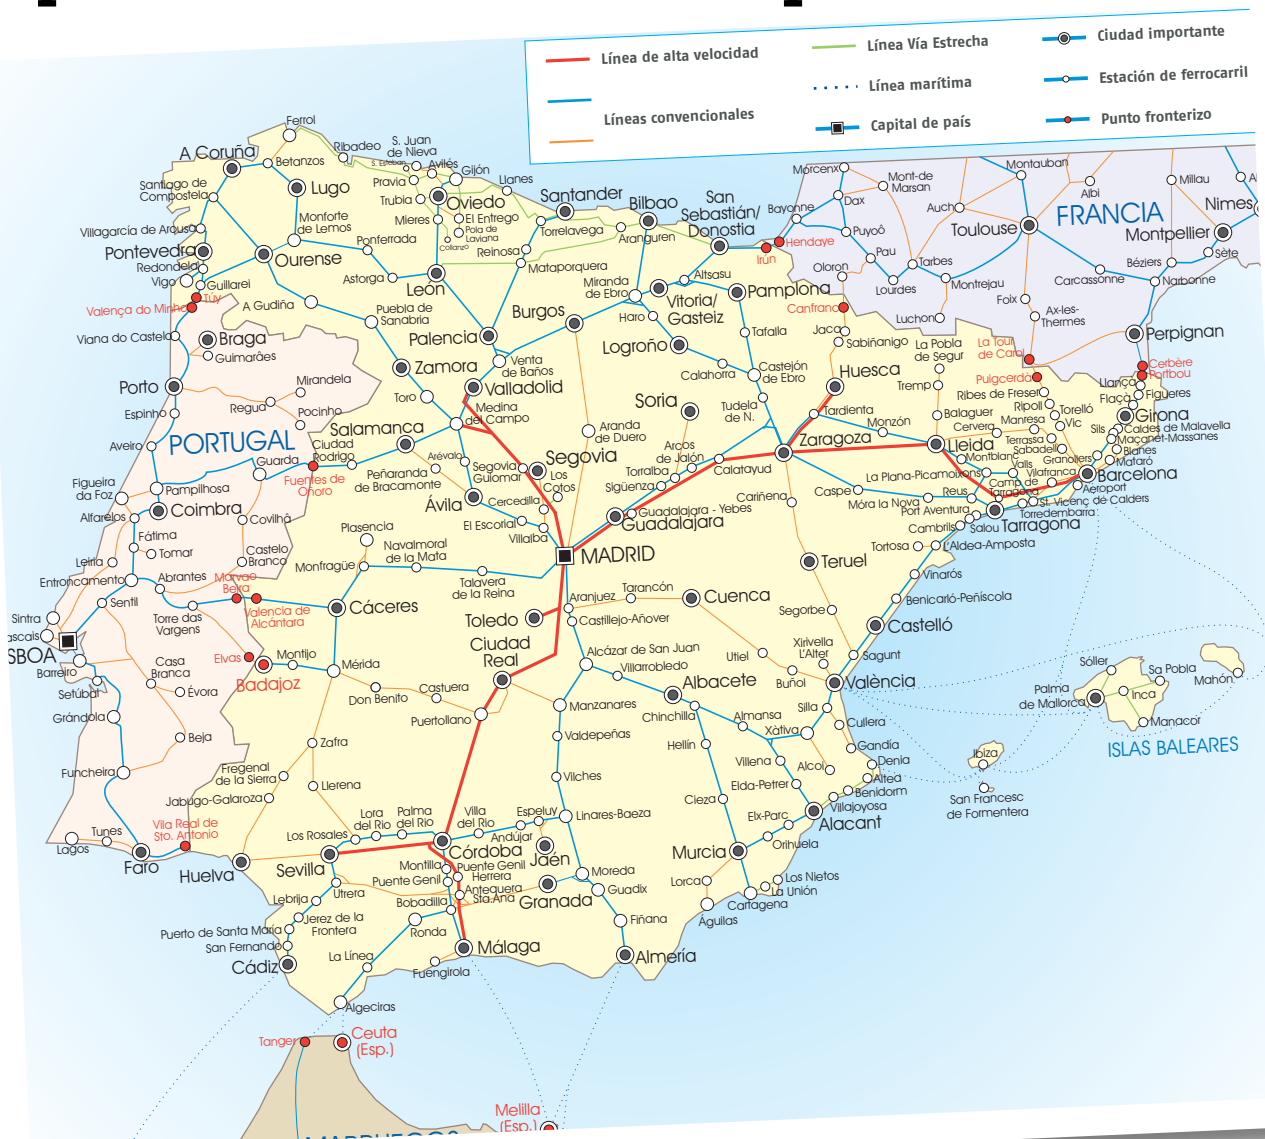 Línea de alta velocidad
Línea Vía Estrecha
Ciudad importante
Línea marítima
Estación de ferrocarril
Líneas convencionales
Capital de país
Punto fronterizo
Ferrol
A Coruña
Betanzos
Ribadeo
S. Juan
de Nieva
S. Esteban
Avilés
Gijón
Santiago de
Compostela
Lugo
Pravia
Trubia
Oviedo
Llanes
Santander
Bilbao
San
Sebastián/
Donostia
Villagarcía de Arousa
Monforte
de Lemos
Mieres
El Entrego
Pola de
Laviana
Collanzo
Torrelavega
Aranguren
Pontevedra
Redondela
Ponferrada
Reinosa
Ourense
Vigo
Guillarei
Astorga
León
Mataporquera
Miranda
de Ebro
Altsasu
Irún
Hendaye
Bayonne
Túy
Valença do Minho
A Gudiña
Puebla de
Sanabria
Burgos
Vitoria/
Gasteiz
Pamplona
Canfranc
Viana do Castelo
Braga
Guimarães
Palencia
Haro
Logroño
Tafalla
Jaca
Sabiñanigo
Zamora
Venta
de Baños
Calahorra
Castejón
de Ebro
Huesca
Porto
Mirandela
Toro
Valladolid
Espinho
Regua
Pocinho
Medina
del Campo
Soria
Tudela
de N.
Tardienta
Monzón
Aveiro
PORTUGAL
Ciudad
Rodrigo
Salamanca
Aranda
de Duero
Arcos
de Jalón
Zaragoza
Guarda
Fuentes de
Oñoro
Peñaranda
de Bracamonte
Arévalo
Segovia
Guiomar
Segovia
Torralba
Calatayud
Sigüenza
Los
Cotos
Figueira
da Foz
Pampilhosa
Coimbra
Alfarelos
Ávila
Cercedilla
El Escorial
Villalba
Guadalajara - Yebes
Guadalajara
Cariñena
Caspe
Covilhã
Fátima
Tomar
Plasencia
Leiria
Castelo
Branco
Monfragüe
Navalmoral
de la Mata
MADRID
Teruel
Entroncamento
Abrantes
Marvao
Beira
Talavera
de la Reina
Aranjuez
Tarancón
Cuenca
Sentil
Torre das
Vargens
Valencia de
Alcántara
Cáceres
Toledo
Castillejo-Añover
Segorbe
Sintra
ascais
SBOA
Barreiro
Elvas
Montijo
Badajoz
Mérida
Ciudad
Real
Alcázar de San Juan
Villarrobledo
Utiel
Xirivella
L'Alter
Sagunt
Casa
Branca
Setúbal
Évora
Don Benito
Castuera
Albacete
Buñol
València
Grândola
Puertollano
Manzanares
Chinchilla
Almansa
Silla
Cullera
Beja
Zafra
Valdepeñas
Hellín
Xàtiva
Gandía
Funcheira
Fregenal
de la Sierra
Villena
Alcoi
Denia
Llerena
Vilches
Elda-Petrer
Altea
Benidorm
Jabugo-Galaroza
Cieza
Villajoyosa
Vila Real de
Sto. Antonio
Lora
del Río
Palma
del Río
Villa
del Río
Espeluy
Linares-Baeza
Elx-Parc
Alacant
Tunes
Los Rosales
Andújar
Córdoba
Jaén
Orihuela
Lagos
Faro
Huelva
Sevilla
Montilla
Puente Genil
Puente Genil
Herrera
Moreda
Murcia
Utrera
Antequera
Sta.Ana
Granada
Guadix
Lorca
Los Nietos
La Unión
Lebrija
Bobadilla
Cartagena
Jerez de la
Frontera
Puerto de Santa María
San Fernando
Ronda
Fiñana
Águilas
Cádiz
La Línea
Málaga
Almería
Fuengirola
Algeciras
Tanger
Ceuta
(Esp.)
Melilla
(Esp.)
MARRUECOS
Morcenx
Mont-de
Marsan
Montauban
Albi
Millau
Al
Dax
Auch
FRANCIA
Nimes
Puyoô
Toulouse
Montpellier
Pau
Tarbes
Béziers
Sète
Oloron
Lourdes
Montrejau
Carcassonne
Narbonne
Foix
Luchon
Ax-les-
Thermes
Perpignan
La Tour
de Carol
Puigcerdà
Cerbère
Portbou
La Pobla
de Segur
Tremp
Llança
Ribes de Freser
Figueres
Flaçà
Ripoll
Torelló
Balaguer
Girona
Cervera
Manresa
Vic
Sils
Caldes de Malavella
Lleida
Terrassa
Maçanet-Massanes
Sabadell
Blanes
Montblanc
Granollers
Mataró
La Plana-Picamoixons
Valls
Vilafranca
Barcelona
Camp de
Tarragona
Aeroport
Reus
Móra la Nova
St. Vicenç de Calders
Port Aventura
Torredembarra
Cambrils
Salou
Tarragona
Tortosa
L'Aldea-Amposta
Vinarós
Benicarló-Peñíscola
Castelló
Sóller
Sa Pobla
Mahón
Palma
de Mallorca
Inca
Manacor
Ibiza
ISLAS BALEARES
San Francesc
de Formentera